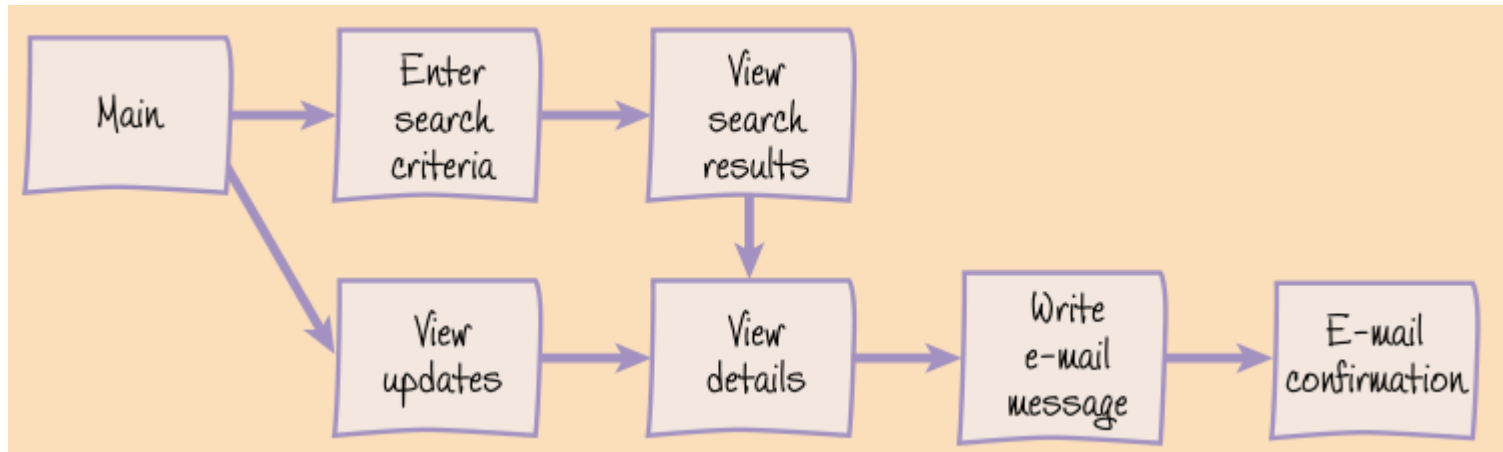 Main
Enter
search
criteria
View
search
results
View
updates
View
details
Write
e-mail
message
E-mail
confirmation